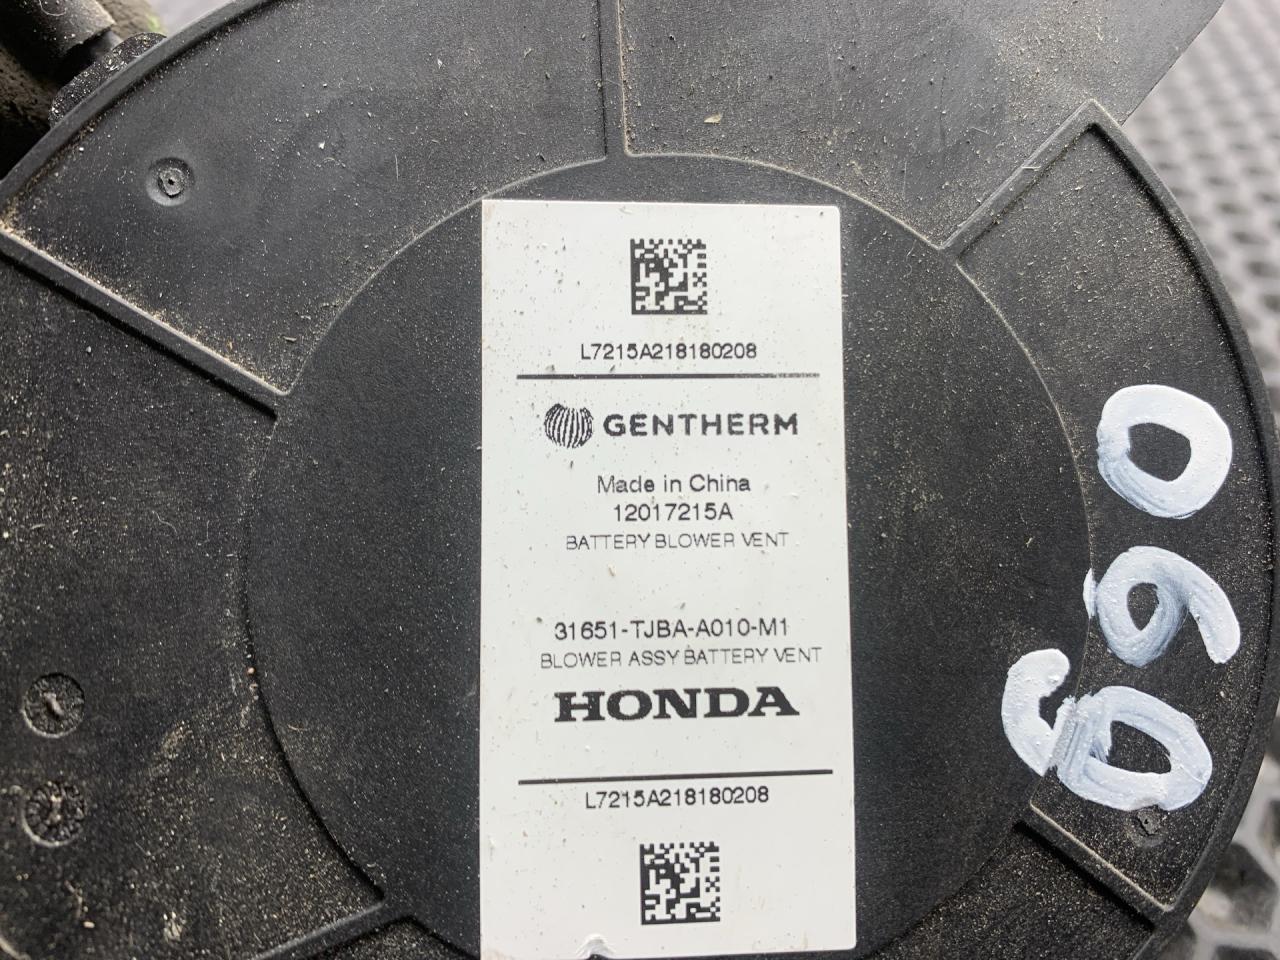 L7215A218180208
GENTHERM
Made in China
12017215A
BATTERY BLOWER VENT
31651-TJBA-A010-M1
BLOWER ASSY BATTERY VENT
HONDA
L7215A218180208